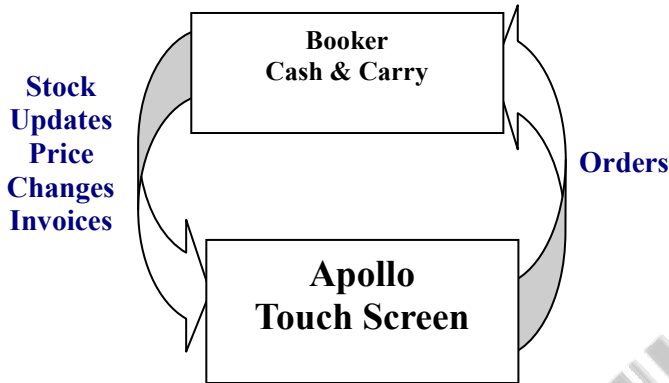 Booker
Cash & Carry
Stock
Updates
Price
Changes
Invoices
Orders
Apollo
Touch Screen